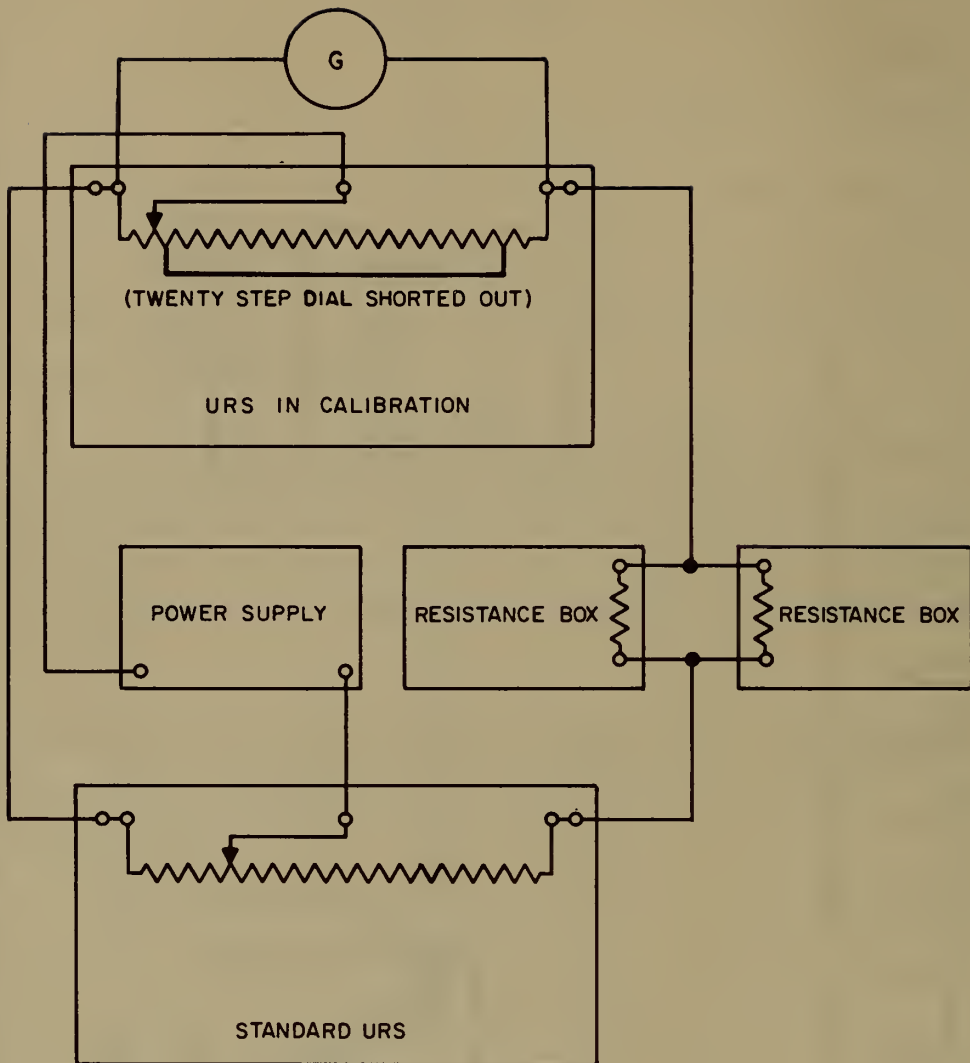 G
(TWENTY STEP DIAL SHORTED OUT)
URS IN CALIBRATION
POWER SUPPLY
RESISTANCE BOX
RESISTANCE BOX
STANDARD URS